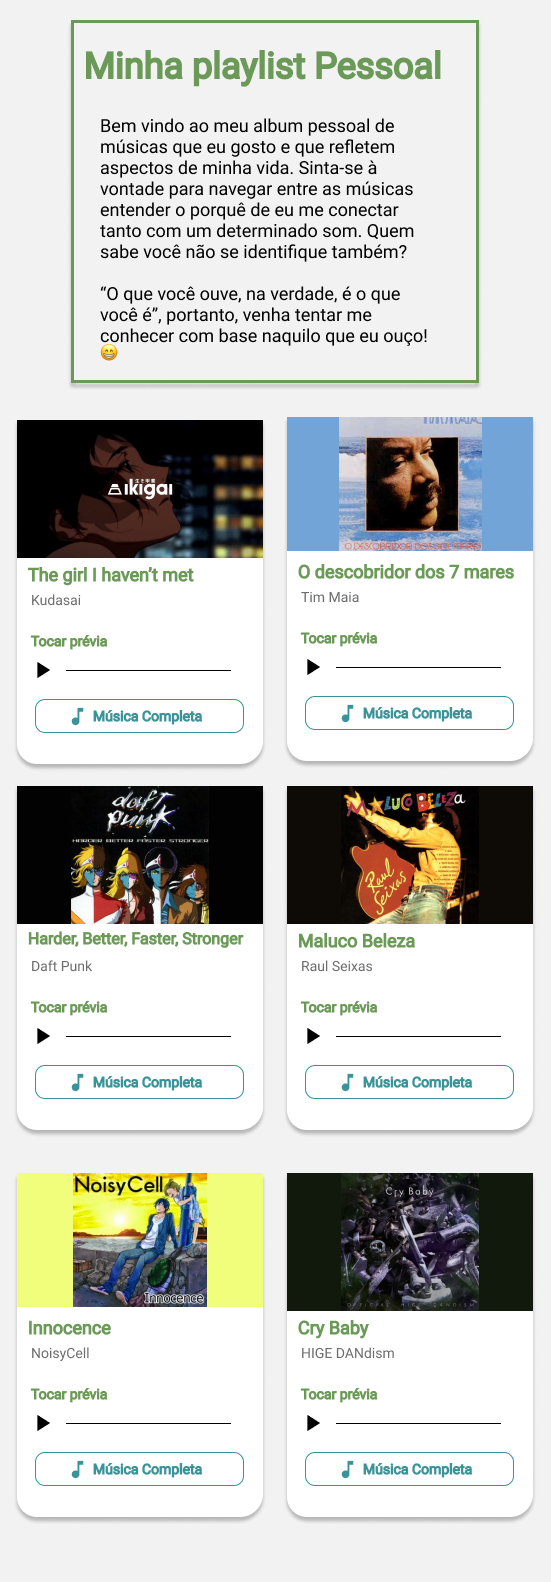 Minha playlist Pessoal
Bem vindo ao meu album pessoal de
músicas que eu gosto e que refletem
aspectos de minha vida. Sinta-se à
vontade para navegar entre as músicas
entender o porquê de eu me conectar
tanto com um determinado som. Quem
sabe você não se identifique também?
“O que você ouve, na verdade, é o que
você é”, portanto, venha tentar me
conhecer com base naquilo que eu ouço!
😁
ikigai
The girl I haven’t met
Kudasai
Tocar prévia
Música Completa
O DESCOBRIDOR DOS SETE MARES
O descobridor dos 7 mares
Tim Maia
Tocar prévia
Música Completa
daft
punk
HARDER BETTER FASTER STRONGER
Harder, Better, Faster, Stronger
Daft Punk
Tocar prévia
Música Completa
MALUCO BELEZA
Raul
Seixas
Maluco Beleza
Raul Seixas
Tocar prévia
Música Completa
NoisyCell
Innocence
Innocence
NoisyCell
Tocar prévia
Música Completa
Cry Baby
OFFICIAL HIGE DANDISM
Cry Baby
HIGE DANdism
Tocar prévia
Música Completa